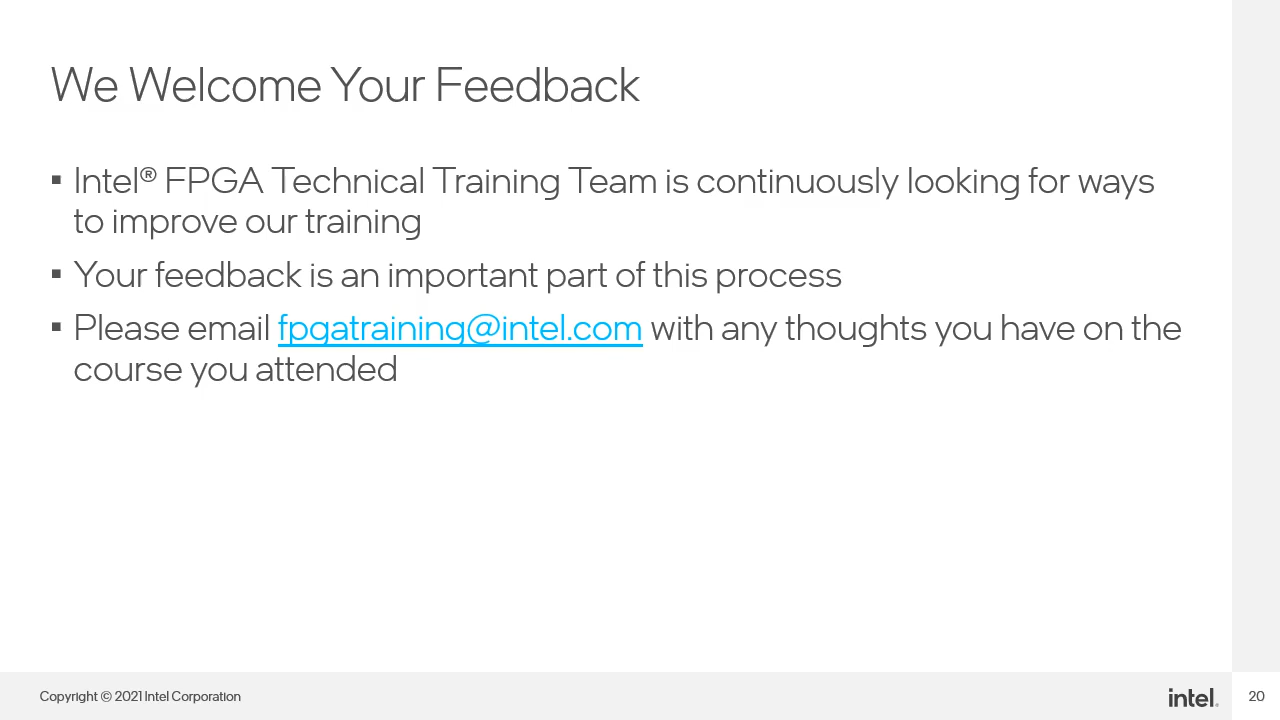 We Welcome Your Feedback
▪ Intel® FPGA Technical Training Team is continuously looking for ways
to improve our training
▪ Your feedback is an important part of this process
▪ Please email fpgatraining@intel.com with any thoughts you have on the
course you attended
Copyright © 2021 Intel Corporation
intel.
20